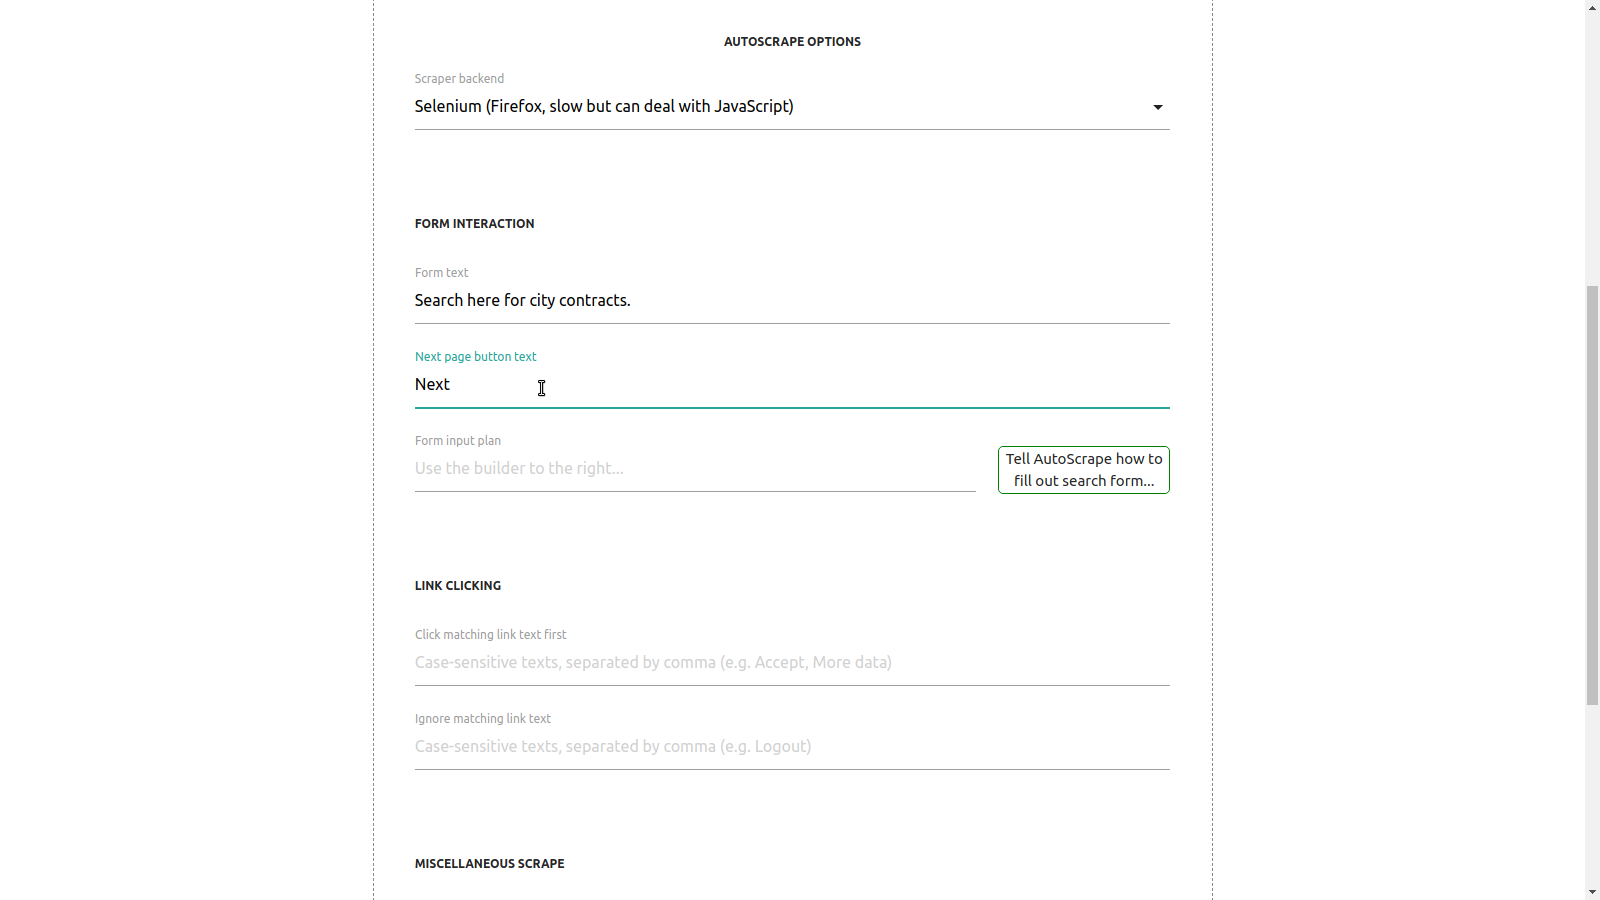 AUTOSCRAPE OPTIONS
Scraper backend
Selenium (Firefox, slow but can deal with JavaScript)
FORM INTERACTION
Form text
Search here for city contracts.
Next page button text
Next
Form input plan
Use the builder to the right...
Tell AutoScrape how to
fill out search form...
LINK CLICKING
Click matching link text first
Case-sensitive texts, separated by comma (e.g. Accept, More data)
Ignore matching link text
Case-sensitive texts, separated by comma (e.g. Logout)
MISCELLANEOUS SCRAPE